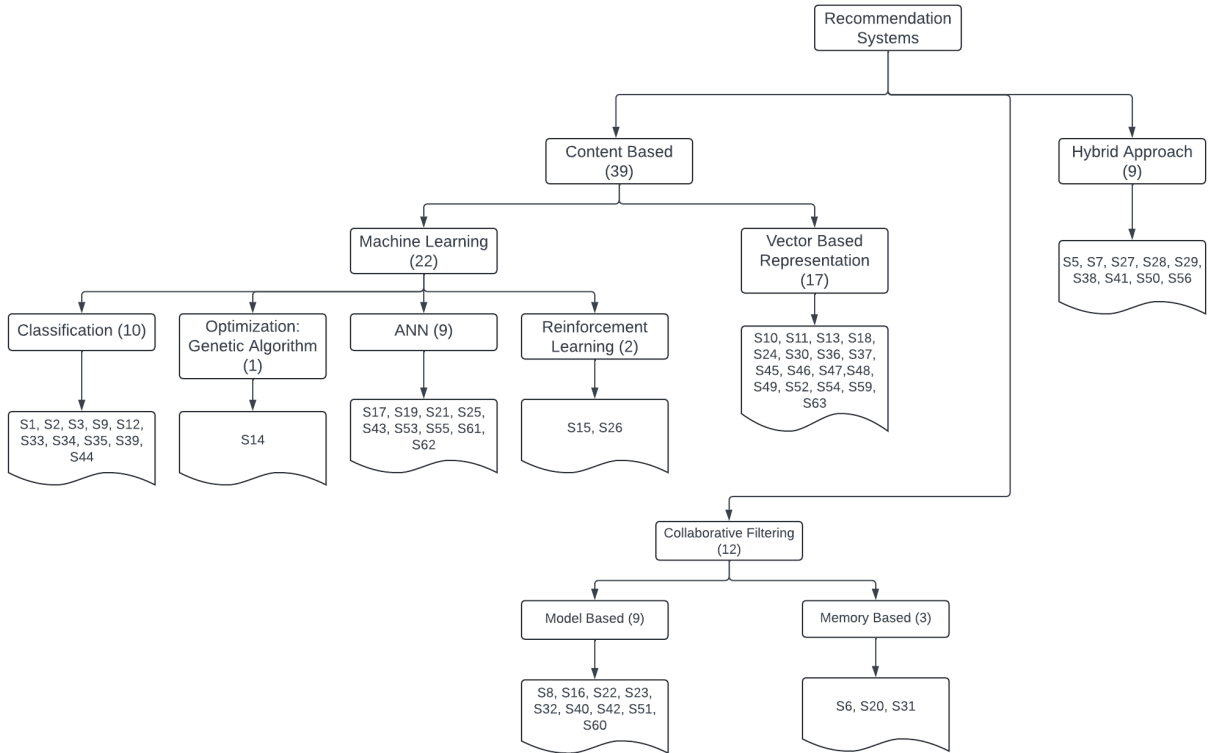 Recommendation
Systems
Content Based
(39)
Hybrid Approach
(9)
Machine Learning
(22)
Vector Based
Representation
(17)
S5, S7, S27, S28, S29,
S38, S41, S50, S56
Classification (10)
Optimization:
Genetic Algorithm
(1)
ANN (9)
Reinforcement
Learning (2)
S10, S11, S13, S18,
S24, S30, S36, S37,
S45, S46, S47,S48,
S49, S52, S54, S59,
S63
S1, S2, S3, S9, S12,
S33, S34, S35, S39,
S44
S14
S17, S19, S21, S25,
S43, S53, S55, S61,
S62
S15, S26
Collaborative Filtering
(12)
Model Based (9)
Memory Based (3)
S8, S16, S22, S23,
S32, S40, S42, S51,
S60
S6, S20, S31